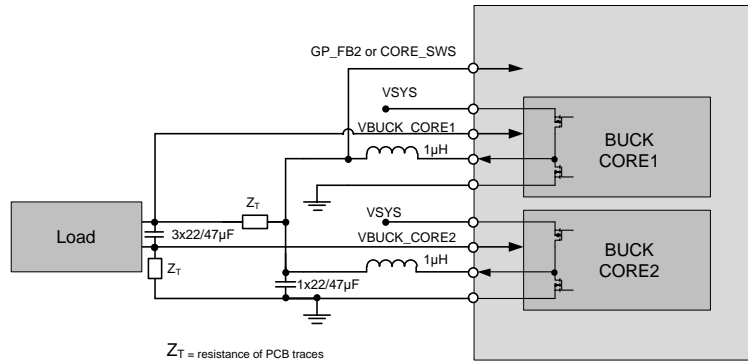 GP_FB2 or CORE_SWS
VSYS
VBUCK_CORE1
1µH
BUCK
CORE1
ZT
Load
3x22/47µF
VSYS
VBUCK_CORE2
1µH
BUCK
CORE2
ZT
1x22/47µF
ZT = resistance of PCB traces